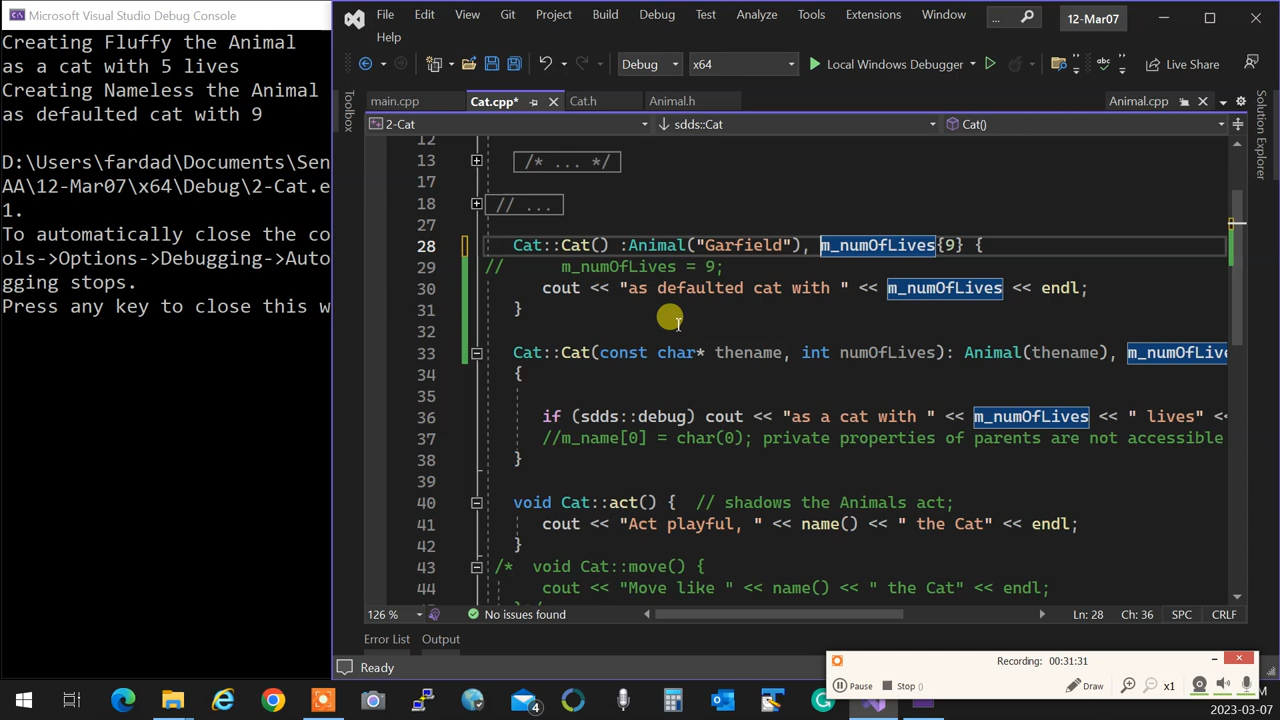 Microsoft Visual Studio Debug Console
Creating Fluffy the Animal
as a cat with 5 lives
Creating Nameless the Animal
as defaulted cat with 9
D:\Users\fardad\Documents\Sen
AA\12-Mar07\x64\Debug\2-Cat.e
1.
To automatically close the co
ols->Options->Debugging->Auto
gging stops.
Press any key to close this w
File Edit View Git Project Build Debug Test Analyze Tools Extensions Window ... 12-Mar07
Help
Debug x64 Local Windows Debugger Live Share
Toolbox
main.cpp Cat.cpp* Cat.h Animal.h Animal.cpp
Solution Explorer
2-Cat sdds::Cat Cat()
12
13 /* ... */
17
18 // ...
27
28 Cat::Cat() :Animal("Garfield"), m_numOfLives{9} {
29 // m_numOfLives = 9;
30 cout << "as defaulted cat with " << m_numOfLives << endl;
31 }
32
33 Cat::Cat(const char* thename, int numOfLives): Animal(thename), m_numOfLive
34 {
35
36 if (sdds::debug) cout << "as a cat with " << m_numOfLives << " lives" <<
37 //m_name[0] = char(0); private properties of parents are not accessible
38 }
39
40 void Cat::act() { // shadows the Animals act;
41 cout << "Act playful, " << name() << " the Cat" << endl;
42 }
43 /* void Cat::move() {
44 cout << "Move like " << name() << " the Cat" << endl;
126 % No issues found Ln: 28 Ch: 36 SPC CRLF
Error List Output
Ready
Recording: 00:31:31
Pause Stop () Draw x1
4
2023-03-07